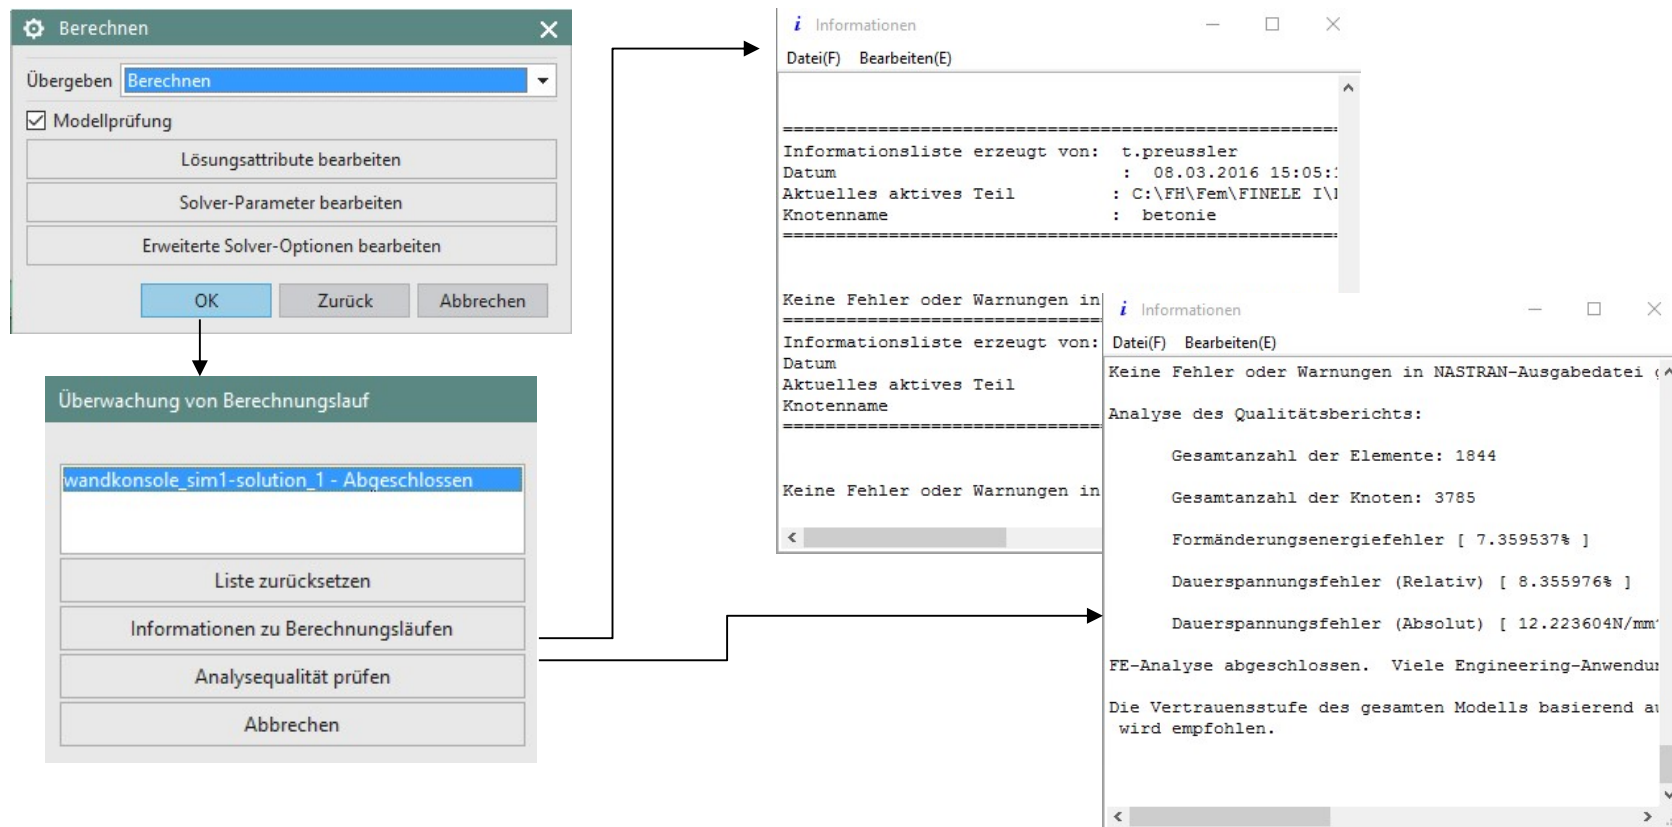 Berechnen
Übergeben Berechnen
Modellprüfung
Lösungsattribute bearbeiten
Solver-Parameter bearbeiten
Erweiterte Solver-Optionen bearbeiten
OK Zurück Abbrechen
Überwachung von Berechnungslauf
wandkonsole_sim1-solution_1 - Abgeschlossen
Liste zurücksetzen
Informationen zu Berechnungsläufen
Analysequalität prüfen
Abbrechen
i Informationen
Datei(F) Bearbeiten(E)
============================================================
Informationsliste erzeugt von: t.preussler
Datum : 08.03.2016 15:05:
Aktuelles aktives Teil : C:\FH\Fem\FINELE I\
Knotenname : betonie
============================================================
Keine Fehler oder Warnungen in
==============================
Informationsliste erzeugt von:
Datum
Aktuelles aktives Teil
Knotenname
==============================
Keine Fehler oder Warnungen in
i Informationen
Datei(F) Bearbeiten(E)
Keine Fehler oder Warnungen in NASTRAN-Ausgabedatei
Analyse des Qualitätsberichts:
Gesamtanzahl der Elemente: 1844
Gesamtanzahl der Knoten: 3785
Formänderungsenergiefehler [ 7.359537% ]
Dauerspannungsfehler (Relativ) [ 8.355976% ]
Dauerspannungsfehler (Absolut) [ 12.223604N/mm
FE-Analyse abgeschlossen. Viele Engineering-Anwendu
Die Vertrauensstufe des gesamten Modells basierend a
wird empfohlen.